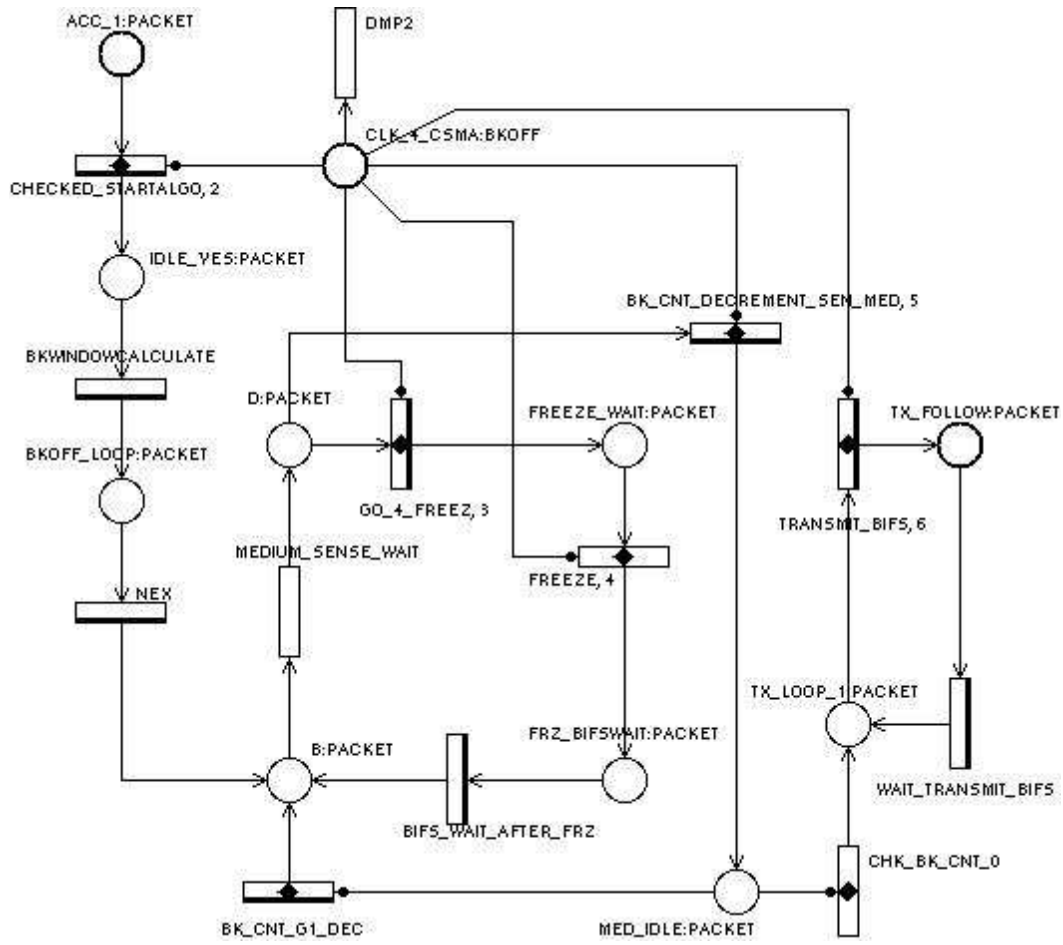 ACC_1:PACKET
DMP2
CLK_4_CSMA:BKOFF
CHECKED_STARTALGO, 2
IDLE_YES:PACKET
BK_CNT_DECREMENT_SEN_MED, 5
BKWINDOWCALCULATE
D:PACKET
FREEZE_WAIT:PACKET
TX_FOLLOW:PACKET
BKOFF_LOOP:PACKET
GO_4_FREEZ, 3
TRANSMIT_BIFS, 6
MEDIUM_SENSE_WAIT
FREEZE, 4
NEX
TX_LOOP_1:PACKET
B:PACKET
FRZ_BIFSWAIT:PACKET
WAIT_TRANSMIT_BIFS
BIFS_WAIT_AFTER_FRZ
CHK_BK_CNT_0
BK_CNT_G1_DEC
MED_IDLE:PACKET